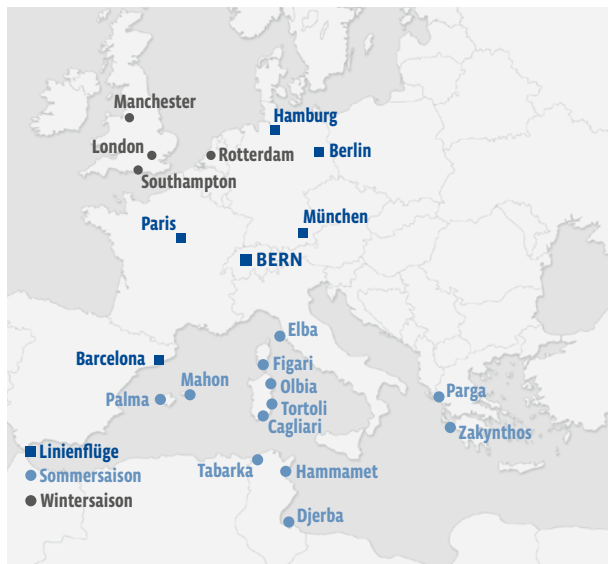 Manchester
Hamburg
London
Rotterdam
Berlin
Southampton
München
Paris
BERN
Elba
Barcelona
Figari
Mahon
Olbia
Palma
Parga
Tortoli
Cagliari
Zakynthos
Linienflüge
Tabarka
Hammamet
Sommersaison
Wintersaison
Djerba